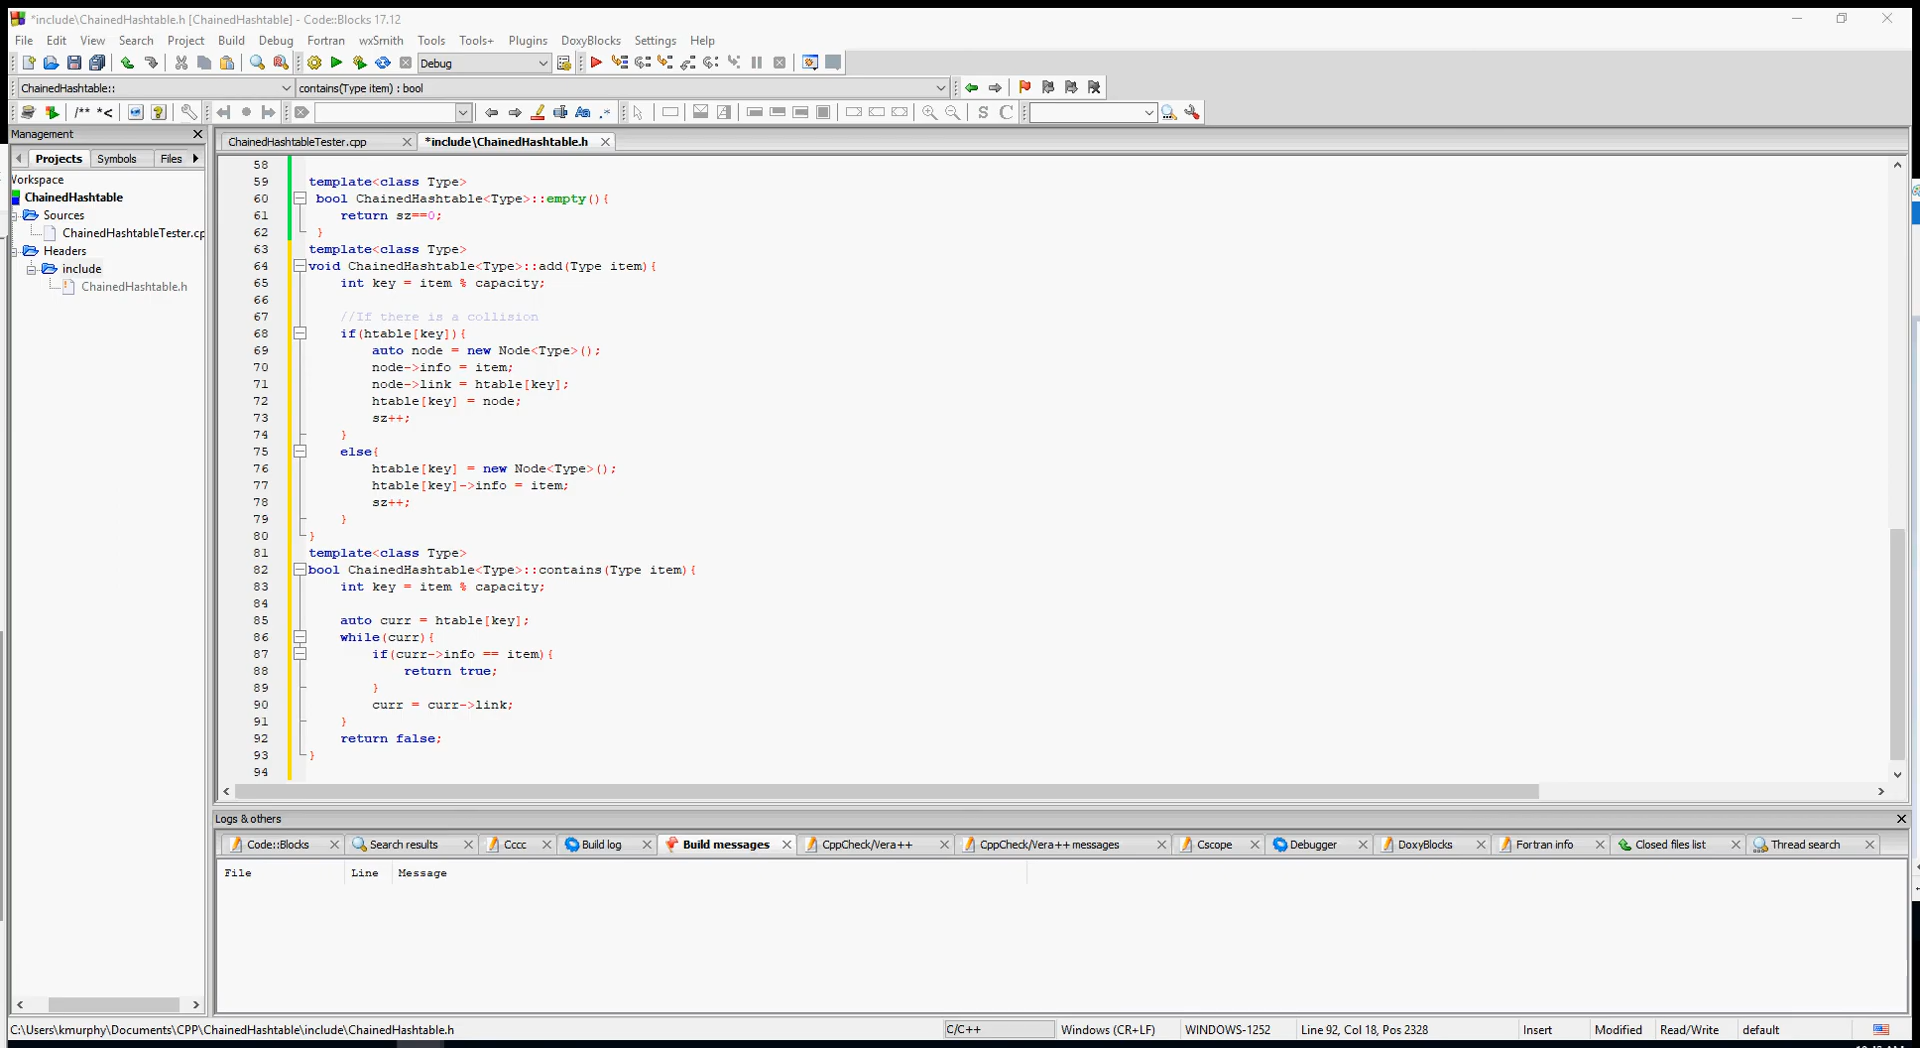 *include\ChainedHashtable.h [ChainedHashtable] - Code::Blocks 17.12
File Edit View Search Project Build Debug Fortran wxSmith Tools Tools+ Plugins DoxyBlocks Settings Help
Debug
ChainedHashtable:: contains(Type item) : bool
/** *<
Aa .* S C
Management
Projects Symbols Files
ChainedHashtableTester.cpp *include\ChainedHashtable.h
Workspace
ChainedHashtable
Sources
ChainedHashtableTester.cp
Headers
include
ChainedHashtable.h
58
59 template<class Type>
60 bool ChainedHashtable<Type>::empty(){
61 return sz==0;
62 }
63 template<class Type>
64 void ChainedHashtable<Type>::add(Type item){
65 int key = item % capacity;
66
67 //If there is a collision
68 if(htable[key]){
69 auto node = new Node<Type>();
70 node->info = item;
71 node->link = htable[key];
72 htable[key] = node;
73 sz++;
74 }
75 else{
76 htable[key] = new Node<Type>();
77 htable[key]->info = item;
78 sz++;
79 }
80 }
81 template<class Type>
82 bool ChainedHashtable<Type>::contains(Type item){
83 int key = item % capacity;
84
85 auto curr = htable[key];
86 while(curr){
87 if(curr->info == item){
88 return true;
89 }
90 curr = curr->link;
91 }
92 return false;
93 }
94
Logs & others
Code::Blocks Search results Cccc Build log Build messages CppCheck/Vera++ CppCheck/Vera++ messages Cscope Debugger DoxyBlocks Fortran info Closed files list Thread search
File Line Message
C:\Users\kmurphy\Documents\CPP\ChainedHashtable\include\ChainedHashtable.h C/C++ Windows (CR+LF) WINDOWS-1252 Line 92, Col 18, Pos 2328 Insert Modified Read/Write default